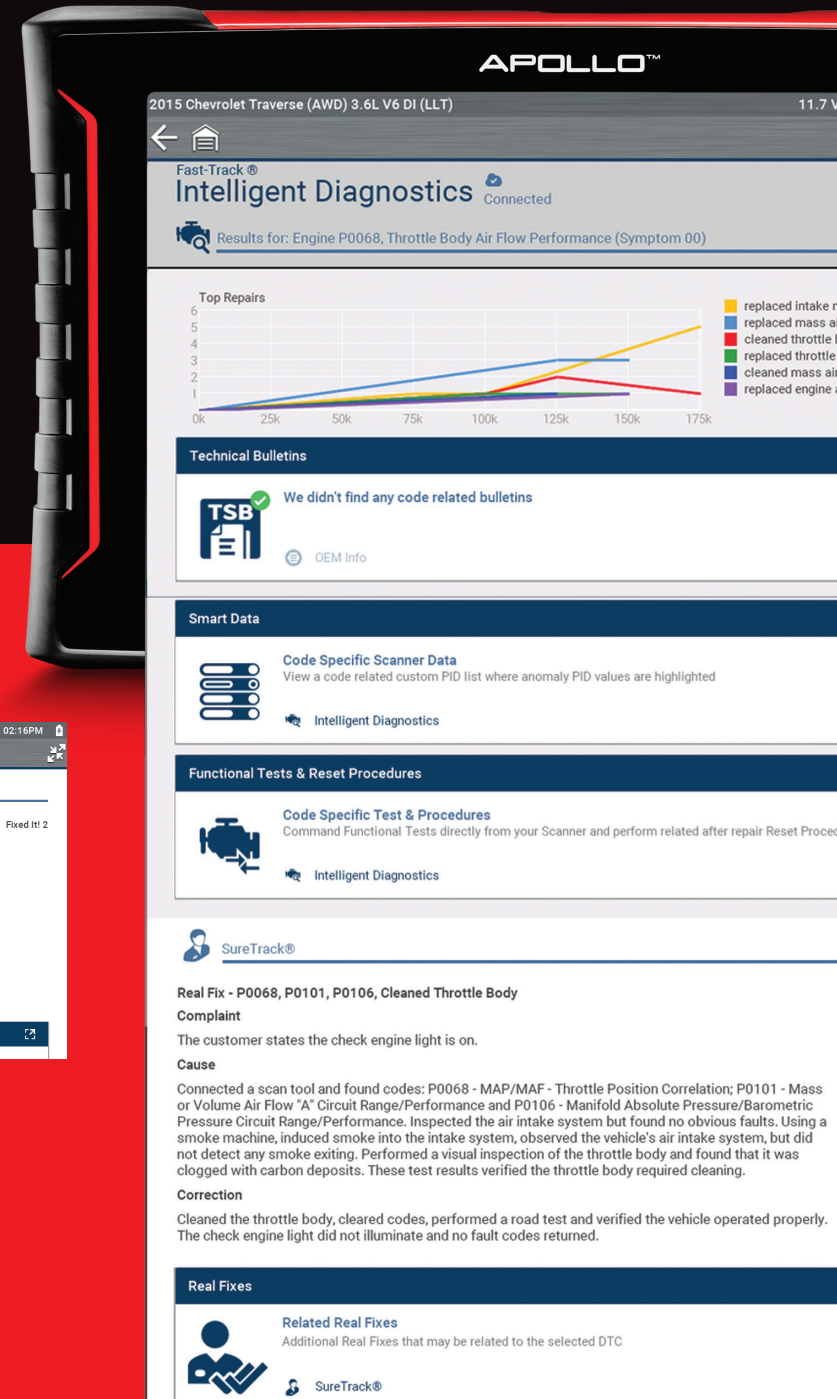 APOLLO™
2015 Chevrolet Traverse (AWD) 3.6L V6 DI (LLT)
11.7 V
Fast-Track ®
Intelligent Diagnostics
Connected
Results for: Engine P0068, Throttle Body Air Flow Performance (Symptom 00)
Top Repairs
6
5
4
3
2
1
0k 25k 50k 75k 100k 125k 150k 175k
replaced intake
replaced mass
cleaned throttle
replaced throttle
cleaned mass
replaced engine
Technical Bulletins
TSB
We didn't find any code related bulletins
OEM Info
Smart Data
Code Specific Scanner Data
View a code related custom PID list where anomaly PID values are highlighted
Intelligent Diagnostics
02:16PM
Fixed It! 2
Functional Tests & Reset Procedures
Code Specific Test & Procedures
Command Functional Tests directly from your Scanner and perform related after repair Reset
Intelligent Diagnostics
SureTrack®
Real Fix - P0068, P0101, P0106, Cleaned Throttle Body
Complaint
The customer states the check engine light is on.
Cause
Connected a scan tool and found codes: P0068 - MAP/MAF - Throttle Position Correlation; P0101 - Mass
or Volume Air Flow "A" Circuit Range/Performance and P0106 - Manifold Absolute Pressure/Barometric
Pressure Circuit Range/Performance. Inspected the air intake system but found no obvious faults. Using a
smoke machine, induced smoke into the intake system, observed the vehicle's air intake system, but did
not detect any smoke exiting. Performed a visual inspection of the throttle body and found that it was
clogged with carbon deposits. These test results verified the throttle body required cleaning.
Correction
Cleaned the throttle body, cleared codes, performed a road test and verified the vehicle operated properly.
The check engine light did not illuminate and no fault codes returned.
Real Fixes
Related Real Fixes
Additional Real Fixes that may be related to the selected DTC
SureTrack®